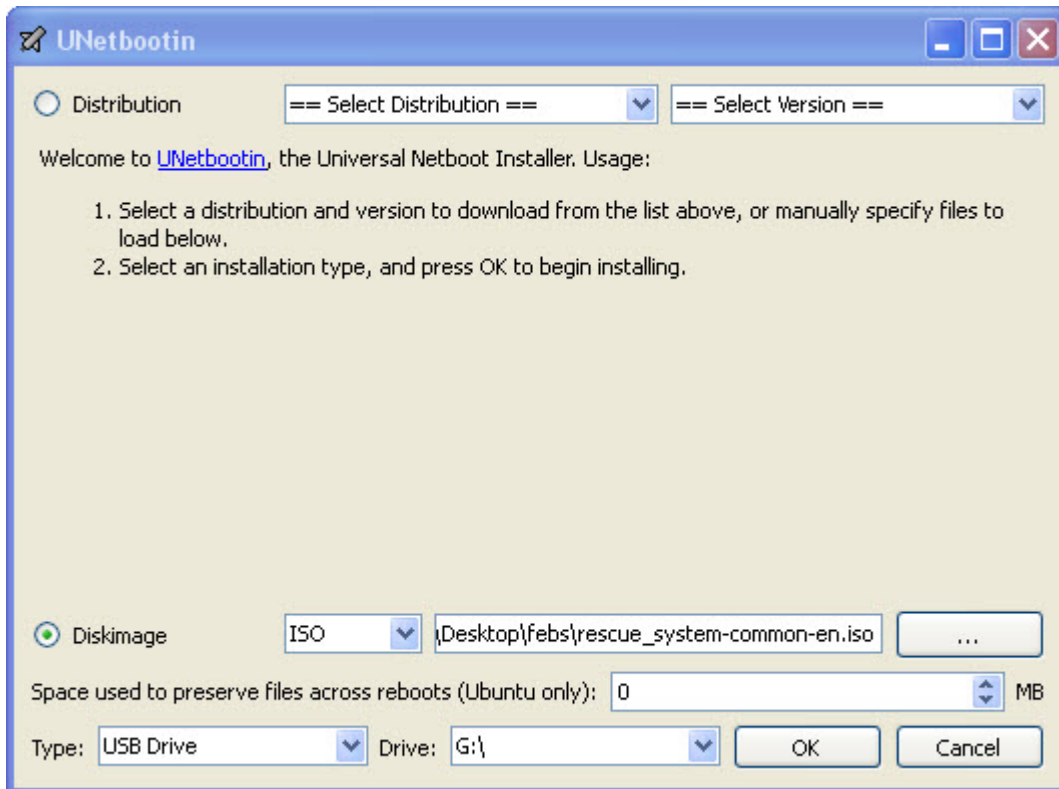 UNetbootin
Distribution == Select Distribution == == Select Version ==
Welcome to UNetbootin, the Universal Netboot Installer. Usage:
1. Select a distribution and version to download from the list above, or manually specify files to
load below.
2. Select an installation type, and press OK to begin installing.
Diskimage ISO \Desktop\febs\rescue_system-common-en.iso ...
Space used to preserve files across reboots (Ubuntu only): 0 MB
Type: USB Drive Drive: G:\ OK Cancel